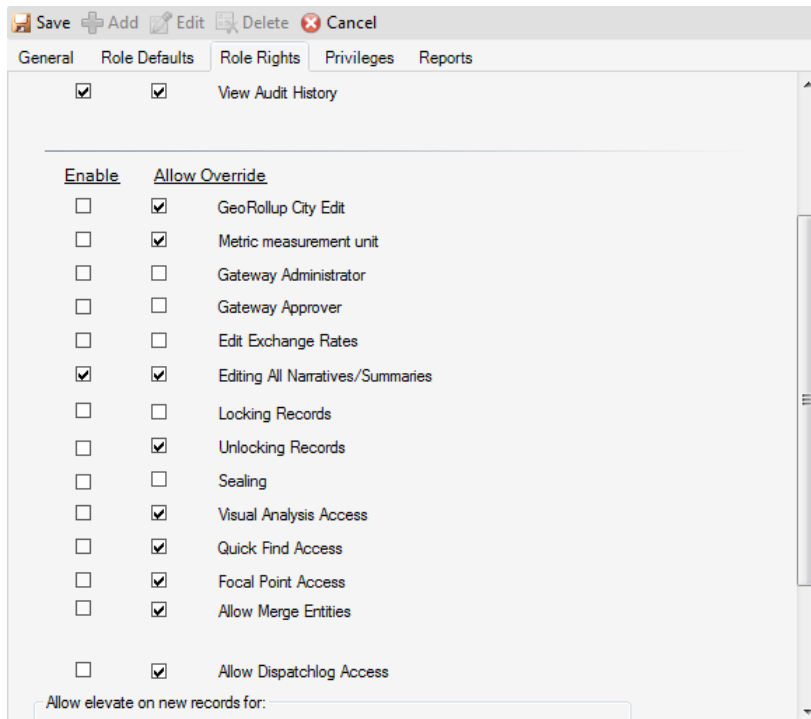 Save Add Edit Delete Cancel
General Role Defaults Role Rights Privileges Reports
View Audit History
Enable Allow Override
GeoRollup City Edit
Metric measurement unit
Gateway Administrator
Gateway Approver
Edit Exchange Rates
Editing All Narratives/Summaries
Locking Records
Unlocking Records
Sealing
Visual Analysis Access
Quick Find Access
Focal Point Access
Allow Merge Entities
Allow Dispatchlog Access
Allow elevate on new records for: